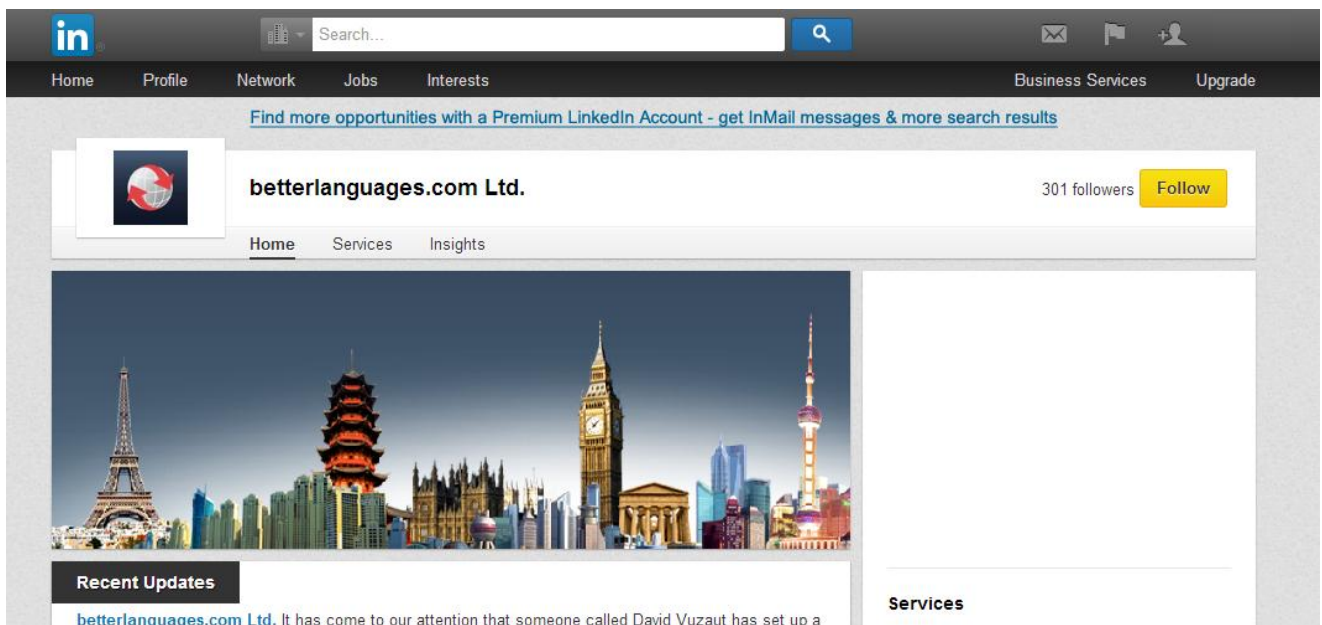 in
Search...
Home Profile Network Jobs Interests Business Services Upgrade
Find more opportunities with a Premium LinkedIn Account - get InMail messages & more search results
betterlanguages.com Ltd.
301 followers Follow
Home Services Insights
Recent Updates
betterlanguages.com Ltd. It has come to our attention that someone called David Vuzaut has set up a
Services